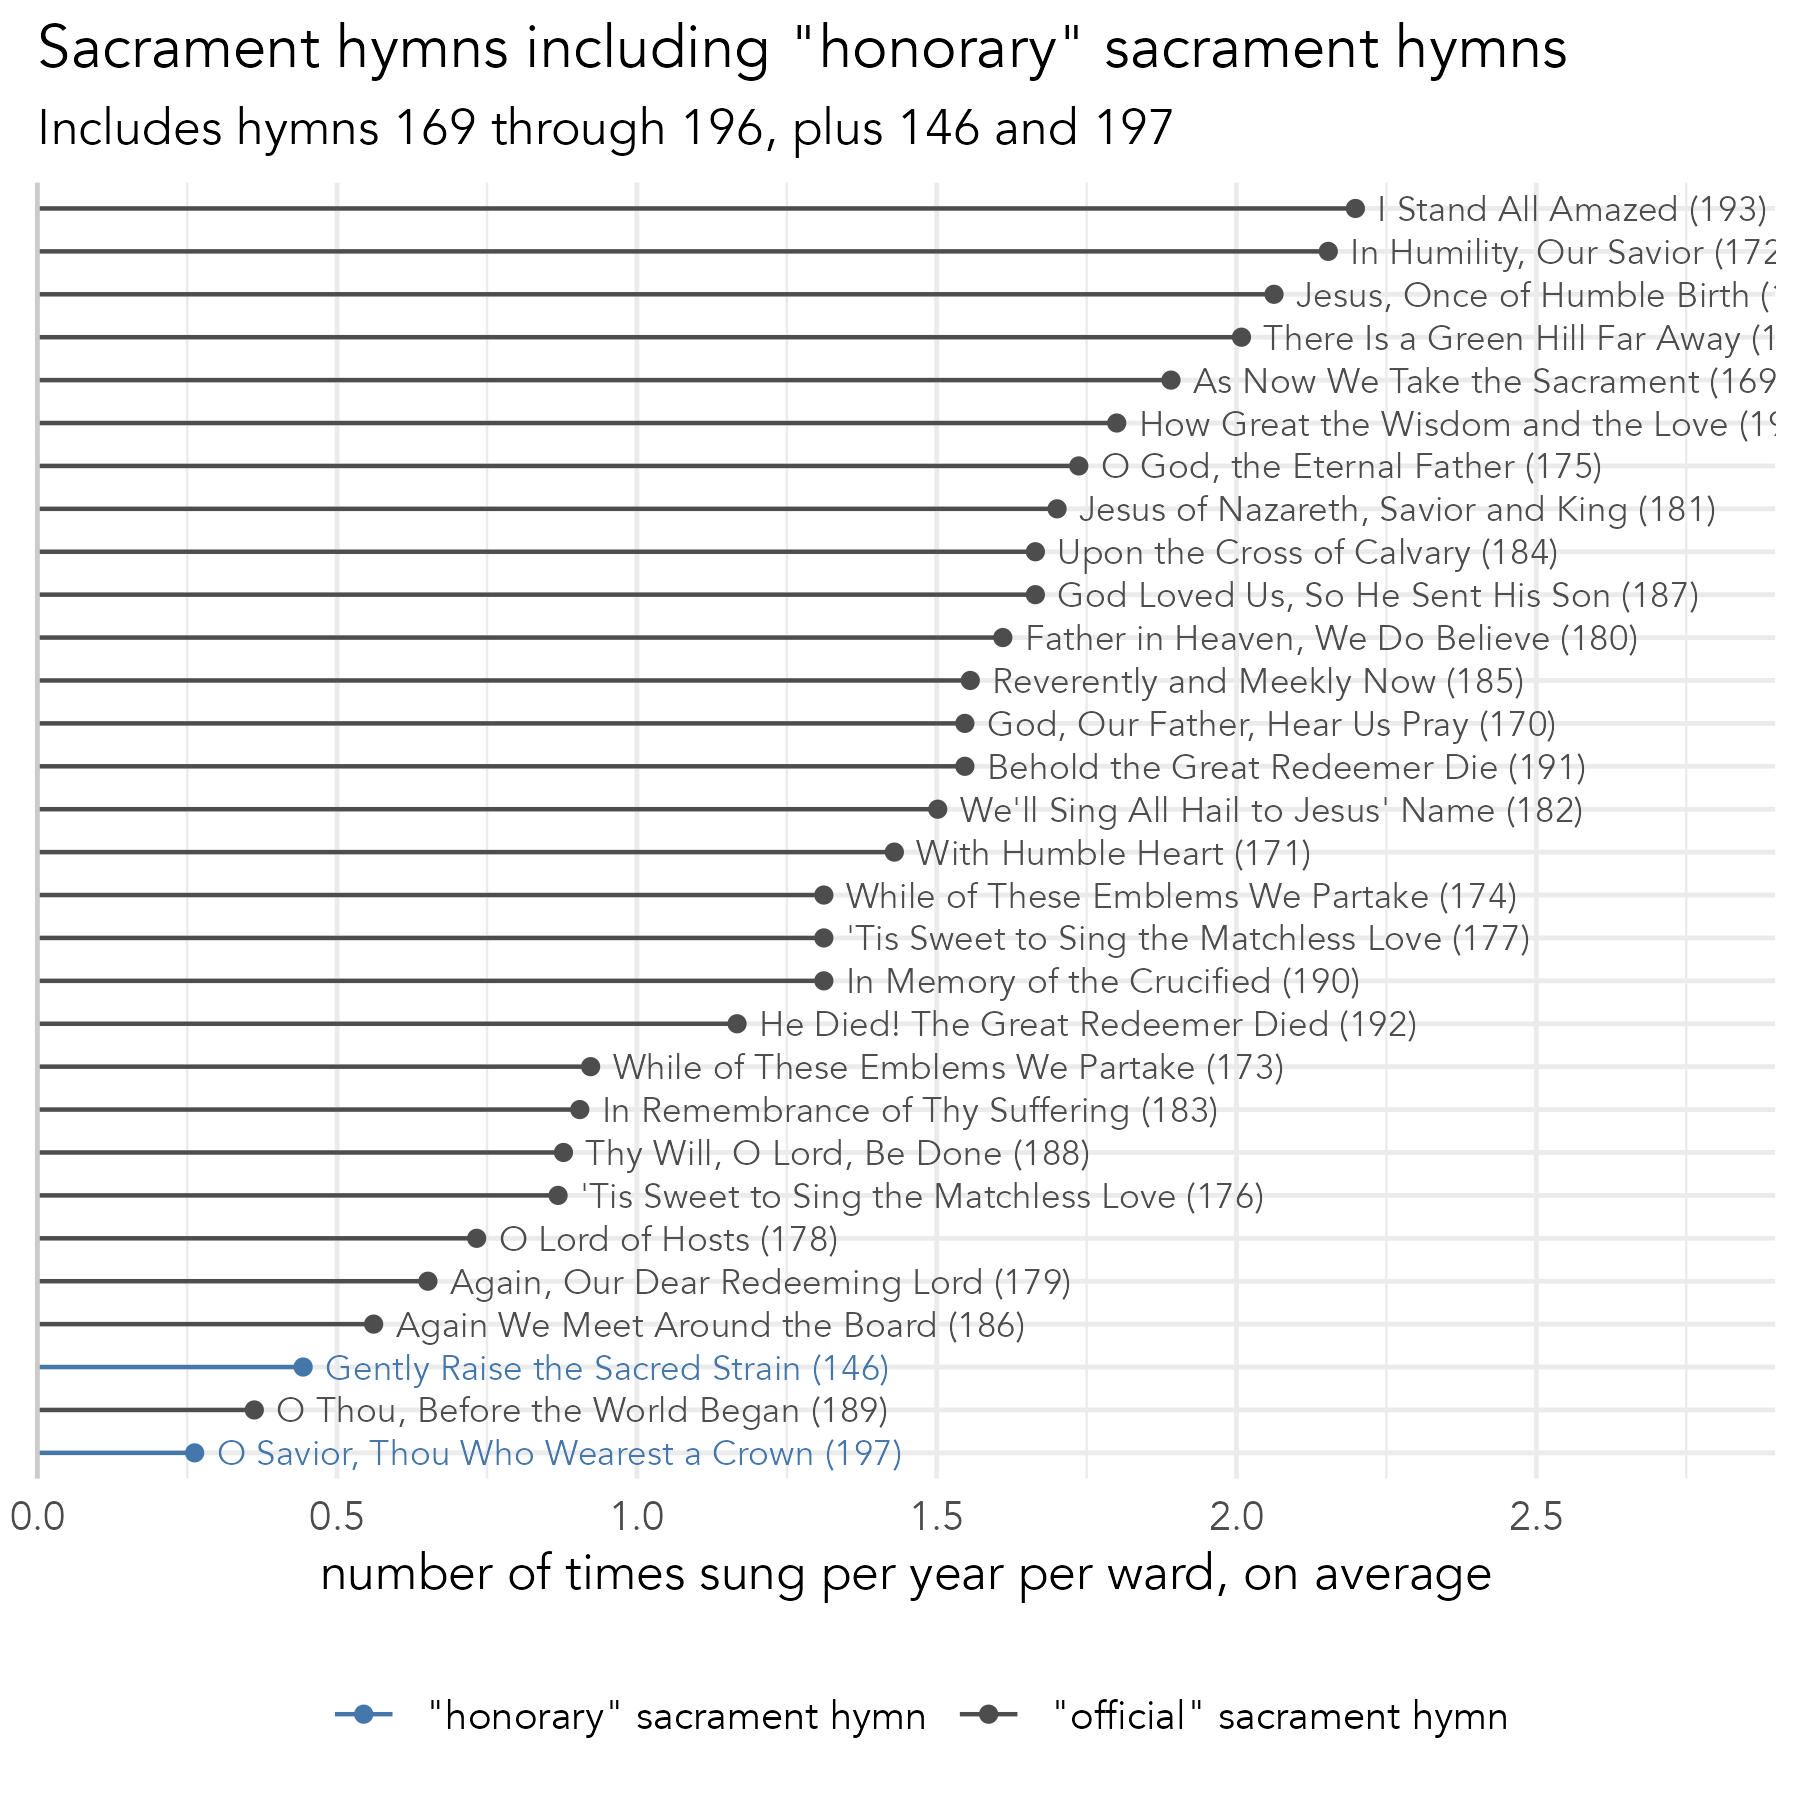 Sacrament hymns including "honorary" sacrament hymns
Includes hymns 169 through 196, plus 146 and 197
I Stand All Amazed (193)
In Humility, Our Savior (172
Jesus, Once of Humble Birth (1
There Is a Green Hill Far Away (1
As Now We Take the Sacrament (169
How Great the Wisdom and the Love (19
O God, the Eternal Father (175)
Jesus of Nazareth, Savior and King (181)
Upon the Cross of Calvary (184)
God Loved Us, So He Sent His Son (187)
Father in Heaven, We Do Believe (180)
Reverently and Meekly Now (185)
God, Our Father, Hear Us Pray (170)
Behold the Great Redeemer Die (191)
We'll Sing All Hail to Jesus' Name (182)
With Humble Heart (171)
While of These Emblems We Partake (174)
'Tis Sweet to Sing the Matchless Love (177)
In Memory of the Crucified (190)
He Died! The Great Redeemer Died (192)
While of These Emblems We Partake (173)
In Remembrance of Thy Suffering (183)
Thy Will, O Lord, Be Done (188)
'Tis Sweet to Sing the Matchless Love (176)
O Lord of Hosts (178)
Again, Our Dear Redeeming Lord (179)
Again We Meet Around the Board (186)
Gently Raise the Sacred Strain (146)
O Thou, Before the World Began (189)
O Savior, Thou Who Wearest a Crown (197)
0.0 0.5 1.0 1.5 2.0 2.5
number of times sung per year per ward, on average
"honorary" sacrament hymn "official" sacrament hymn